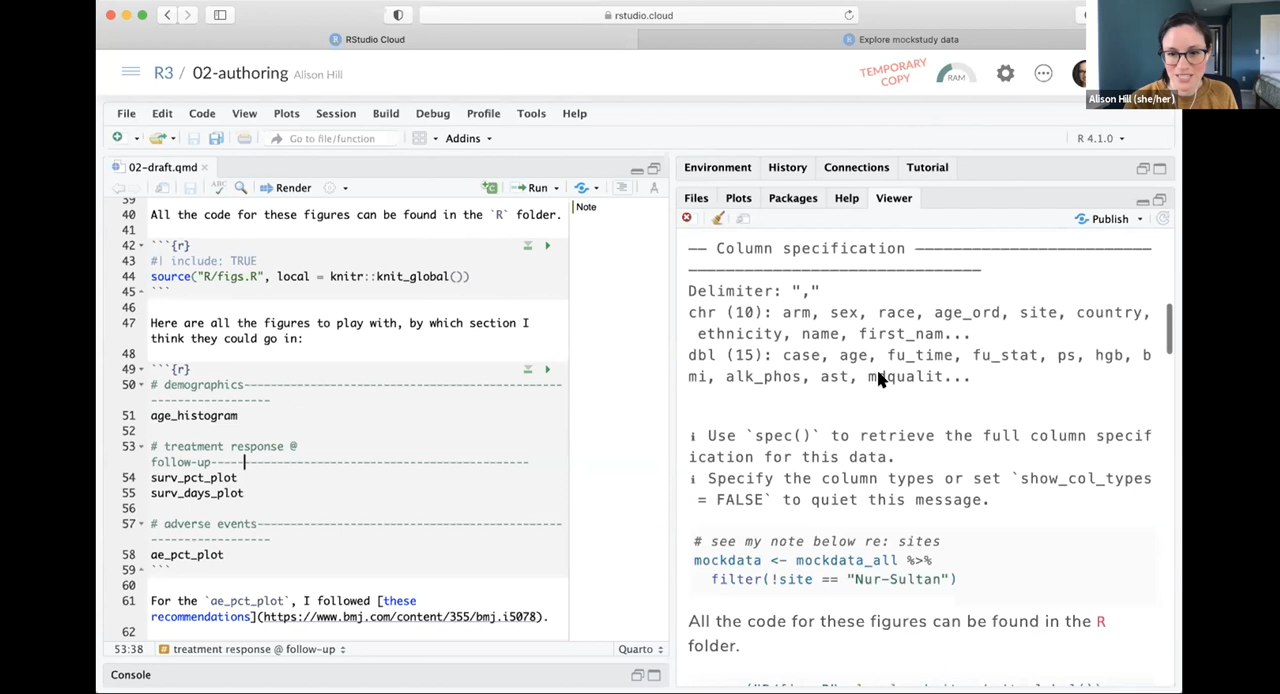 rstudio.cloud
RStudio Cloud
Explore mockstudy data
R3 / 02-authoring Alison Hill
TEMPORARY COPY
RAM
Alison Hill (she/her)
File Edit Code View Plots Session Build Debug Profile Tools Help
Go to file/function
Addins
R 4.1.0
02-draft.qmd
Render
Run
39
40 All the code for these figures can be found in the `R` folder.
41
42 ```{r}
43 #| include: TRUE
44 source("R/figs.R", local = knitr::knit_global())
45 ```
46
47 Here are all the figures to play with, by which section I
think they could go in:
48
49 ```{r}
50 # demographics--------------------------------------------
-----------------
51 age_histogram
52
53 # treatment response @
follow-up--------------------------------------------
54 surv_pct_plot
55 surv_days_plot
56
57 # adverse events------------------------------------------
-----------------
58 ae_pct_plot
59 ```
60
61 For the `ae_pct_plot`, I followed [these
recommendations](https://www.bmj.com/content/355/bmj.i5078).
62
53:38 # treatment response @ follow-up
Quarto
Console
Note
Environment History Connections Tutorial
Files Plots Packages Help Viewer
Publish
── Column specification ─────────────────────────
───────────────────────────────
Delimiter: ","
chr (10): arm, sex, race, age_ord, site, country,
ethnicity, name, first_nam...
dbl (15): case, age, fu_time, fu_stat, ps, hgb, b
mi, alk_phos, ast, mdqualit...
ℹ Use `spec()` to retrieve the full column specif
ication for this data.
ℹ Specify the column types or set `show_col_types
= FALSE` to quiet this message.
# see my note below re: sites
mockdata <- mockdata_all %>%
filter(!site == "Nur-Sultan")
All the code for these figures can be found in the R
folder.